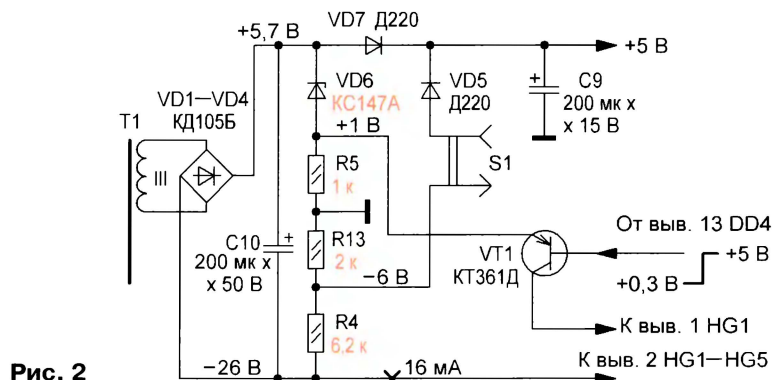 VD7 Д220
+5,7 В
+5 В
VD1—VD4
КД105Б
VD6
КС147А
VD5
Д220
+
C9
200 мк х
х 15 В
T1
III
+1 В
R5
1 к
S1
C10
+
200 мк х
х 50 В
R13
2 к
VT1
КТ361Д
От выв. 13 DD4
+5 В
+0,3 В
−6 В
R4
6,2 к
К выв. 1 HG1
−26 В
16 мА
К выв. 2 HG1—HG5
Рис. 2